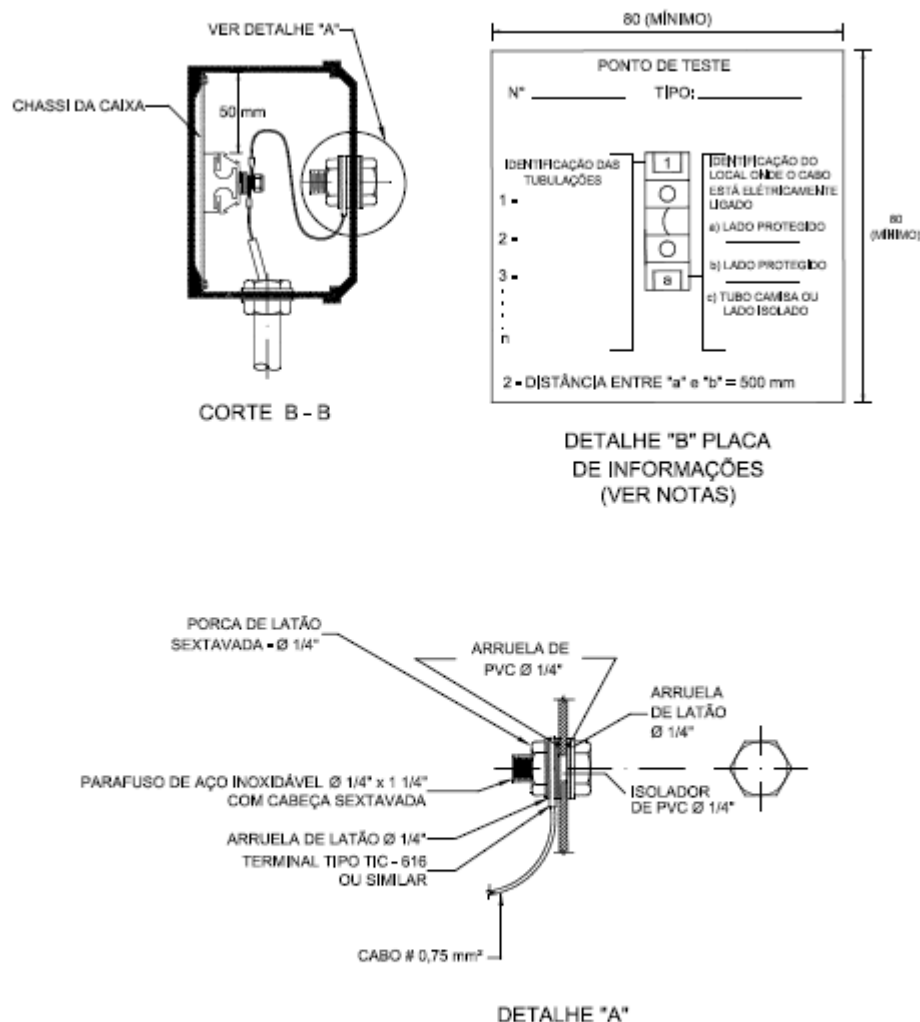 VER DETALHE "A"
CHASSI DA CAIXA
50 mm
CORTE B - B
80 (MÍNIMO)
PONTO DE TESTE
N° TIPO:
IDENTIFICAÇÃO DAS
TUBULAÇÕES
1 -
2 -
3 -
n
1
a
IDENTIFICAÇÃO DO
LOCAL ONDE O CABO
ESTÁ ELÉTRICAMENTE
LIGADO
a) LADO PROTEGIDO
b) LADO PROTEGIDO
c) TUBO CAMISA OU
LADO ISOLADO
2 - DISTÂNCIA ENTRE "a" e "b" = 500 mm
80
(MÍNIMO)
DETALHE "B" PLACA
DE INFORMAÇÕES
(VER NOTAS)
PORCA DE LATÃO
SEXTAVADA - Ø 1/4"
ARRUELA DE
PVC Ø 1/4"
ARRUELA
DE LATÃO
Ø 1/4"
PARAFUSO DE AÇO INOXIDÁVEL Ø 1/4" x 1 1/4"
COM CABEÇA SEXTAVADA
ISOLADOR
DE PVC Ø 1/4"
ARRUELA DE LATÃO Ø 1/4"
TERMINAL TIPO TIC - 616
OU SIMILAR
CABO # 0,75 mm²
DETALHE "A"